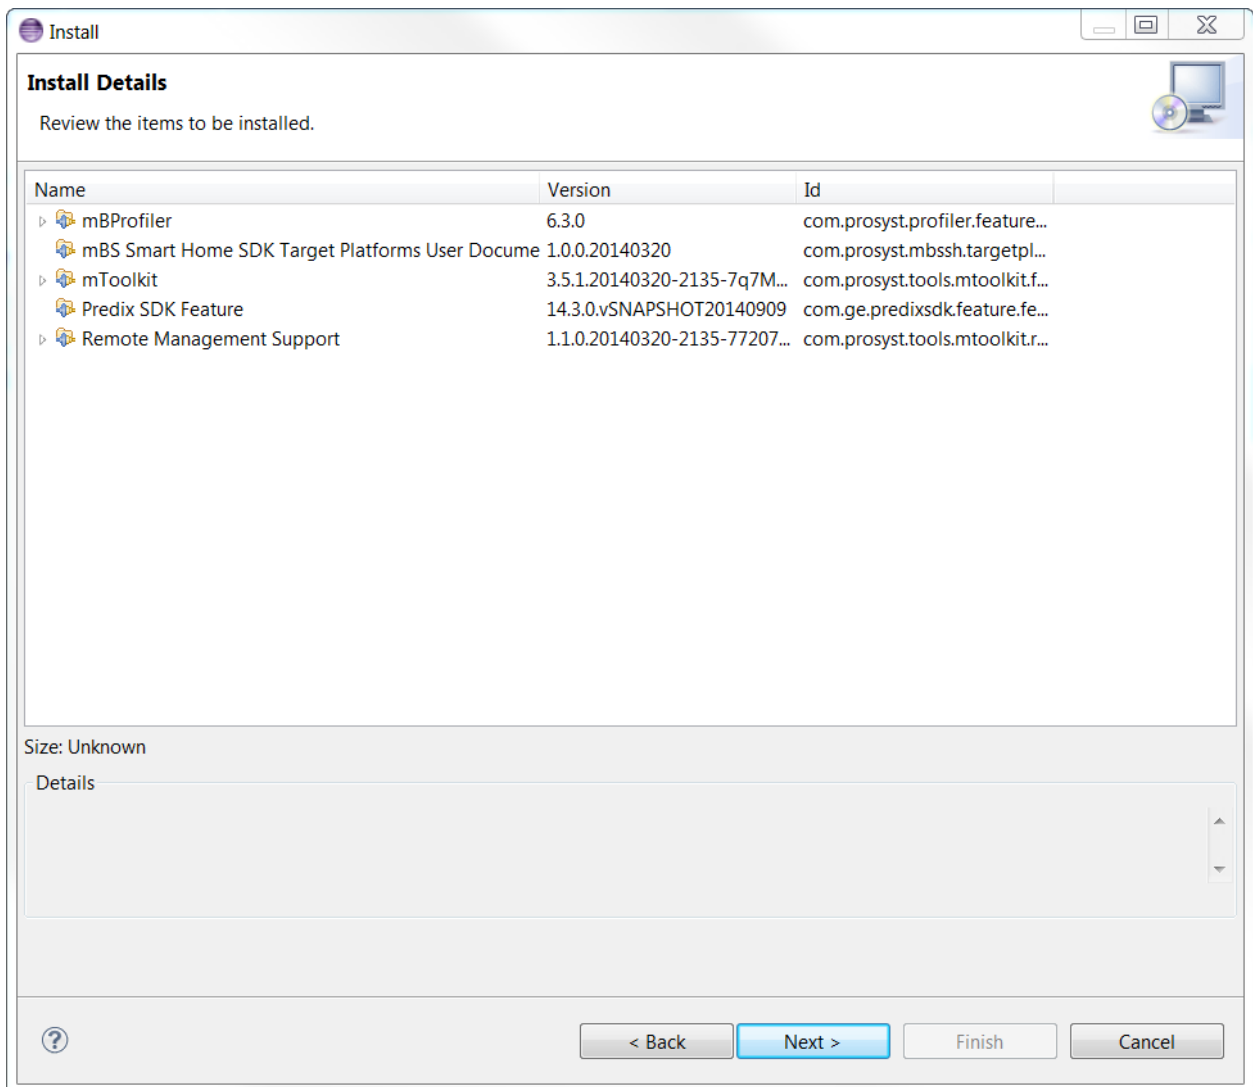 Install
Install Details
Review the items to be installed.
Name Version Id
mBProfiler 6.3.0 com.prosyst.profiler.feature...
mBS Smart Home SDK Target Platforms User Docume 1.0.0.20140320 com.prosyst.mbssh.targetpl...
mToolkit 3.5.1.20140320-2135-7q7M... com.prosyst.tools.mtoolkit.f...
Predix SDK Feature 14.3.0.vSNAPSHOT20140909 com.ge.predixsdk.feature.fe...
Remote Management Support 1.1.0.20140320-2135-77207... com.prosyst.tools.mtoolkit.r...
Size: Unknown
Details
? < Back Next > Finish Cancel